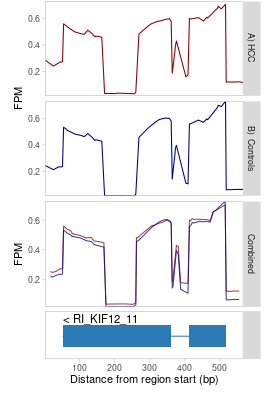 0.6
0.4
0.2
A) HCC
FPM
0.6
0.4
0.2
B) Controls
0.6
0.4
0.2
FPM
Combined
< RI_KIF12_11
100 200 300 400 500
Distance from region start (bp)